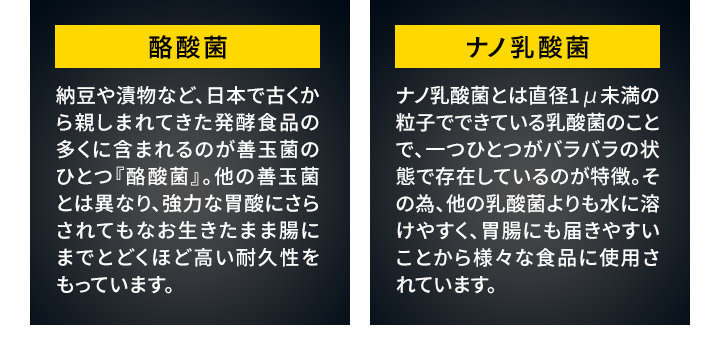 酪酸菌
納豆や漬物など、日本で古くか
ら親しまれてきた発酵食品の
多くに含まれるのが善玉菌の
ひとつ『酪酸菌』。他の善玉菌
とは異なり、強力な胃酸にさら
されてもなお生きたまま腸に
までとどくほど高い耐久性を
もっています。
ナノ乳酸菌
ナノ乳酸菌とは直径1μ未満の
粒子でできている乳酸菌のこと
で、一つひとつがバラバラの状
態で存在しているのが特徴。そ
の為、他の乳酸菌よりも水に溶
けやすく、胃腸にも届きやすい
ことから様々な食品に使用さ
れています。